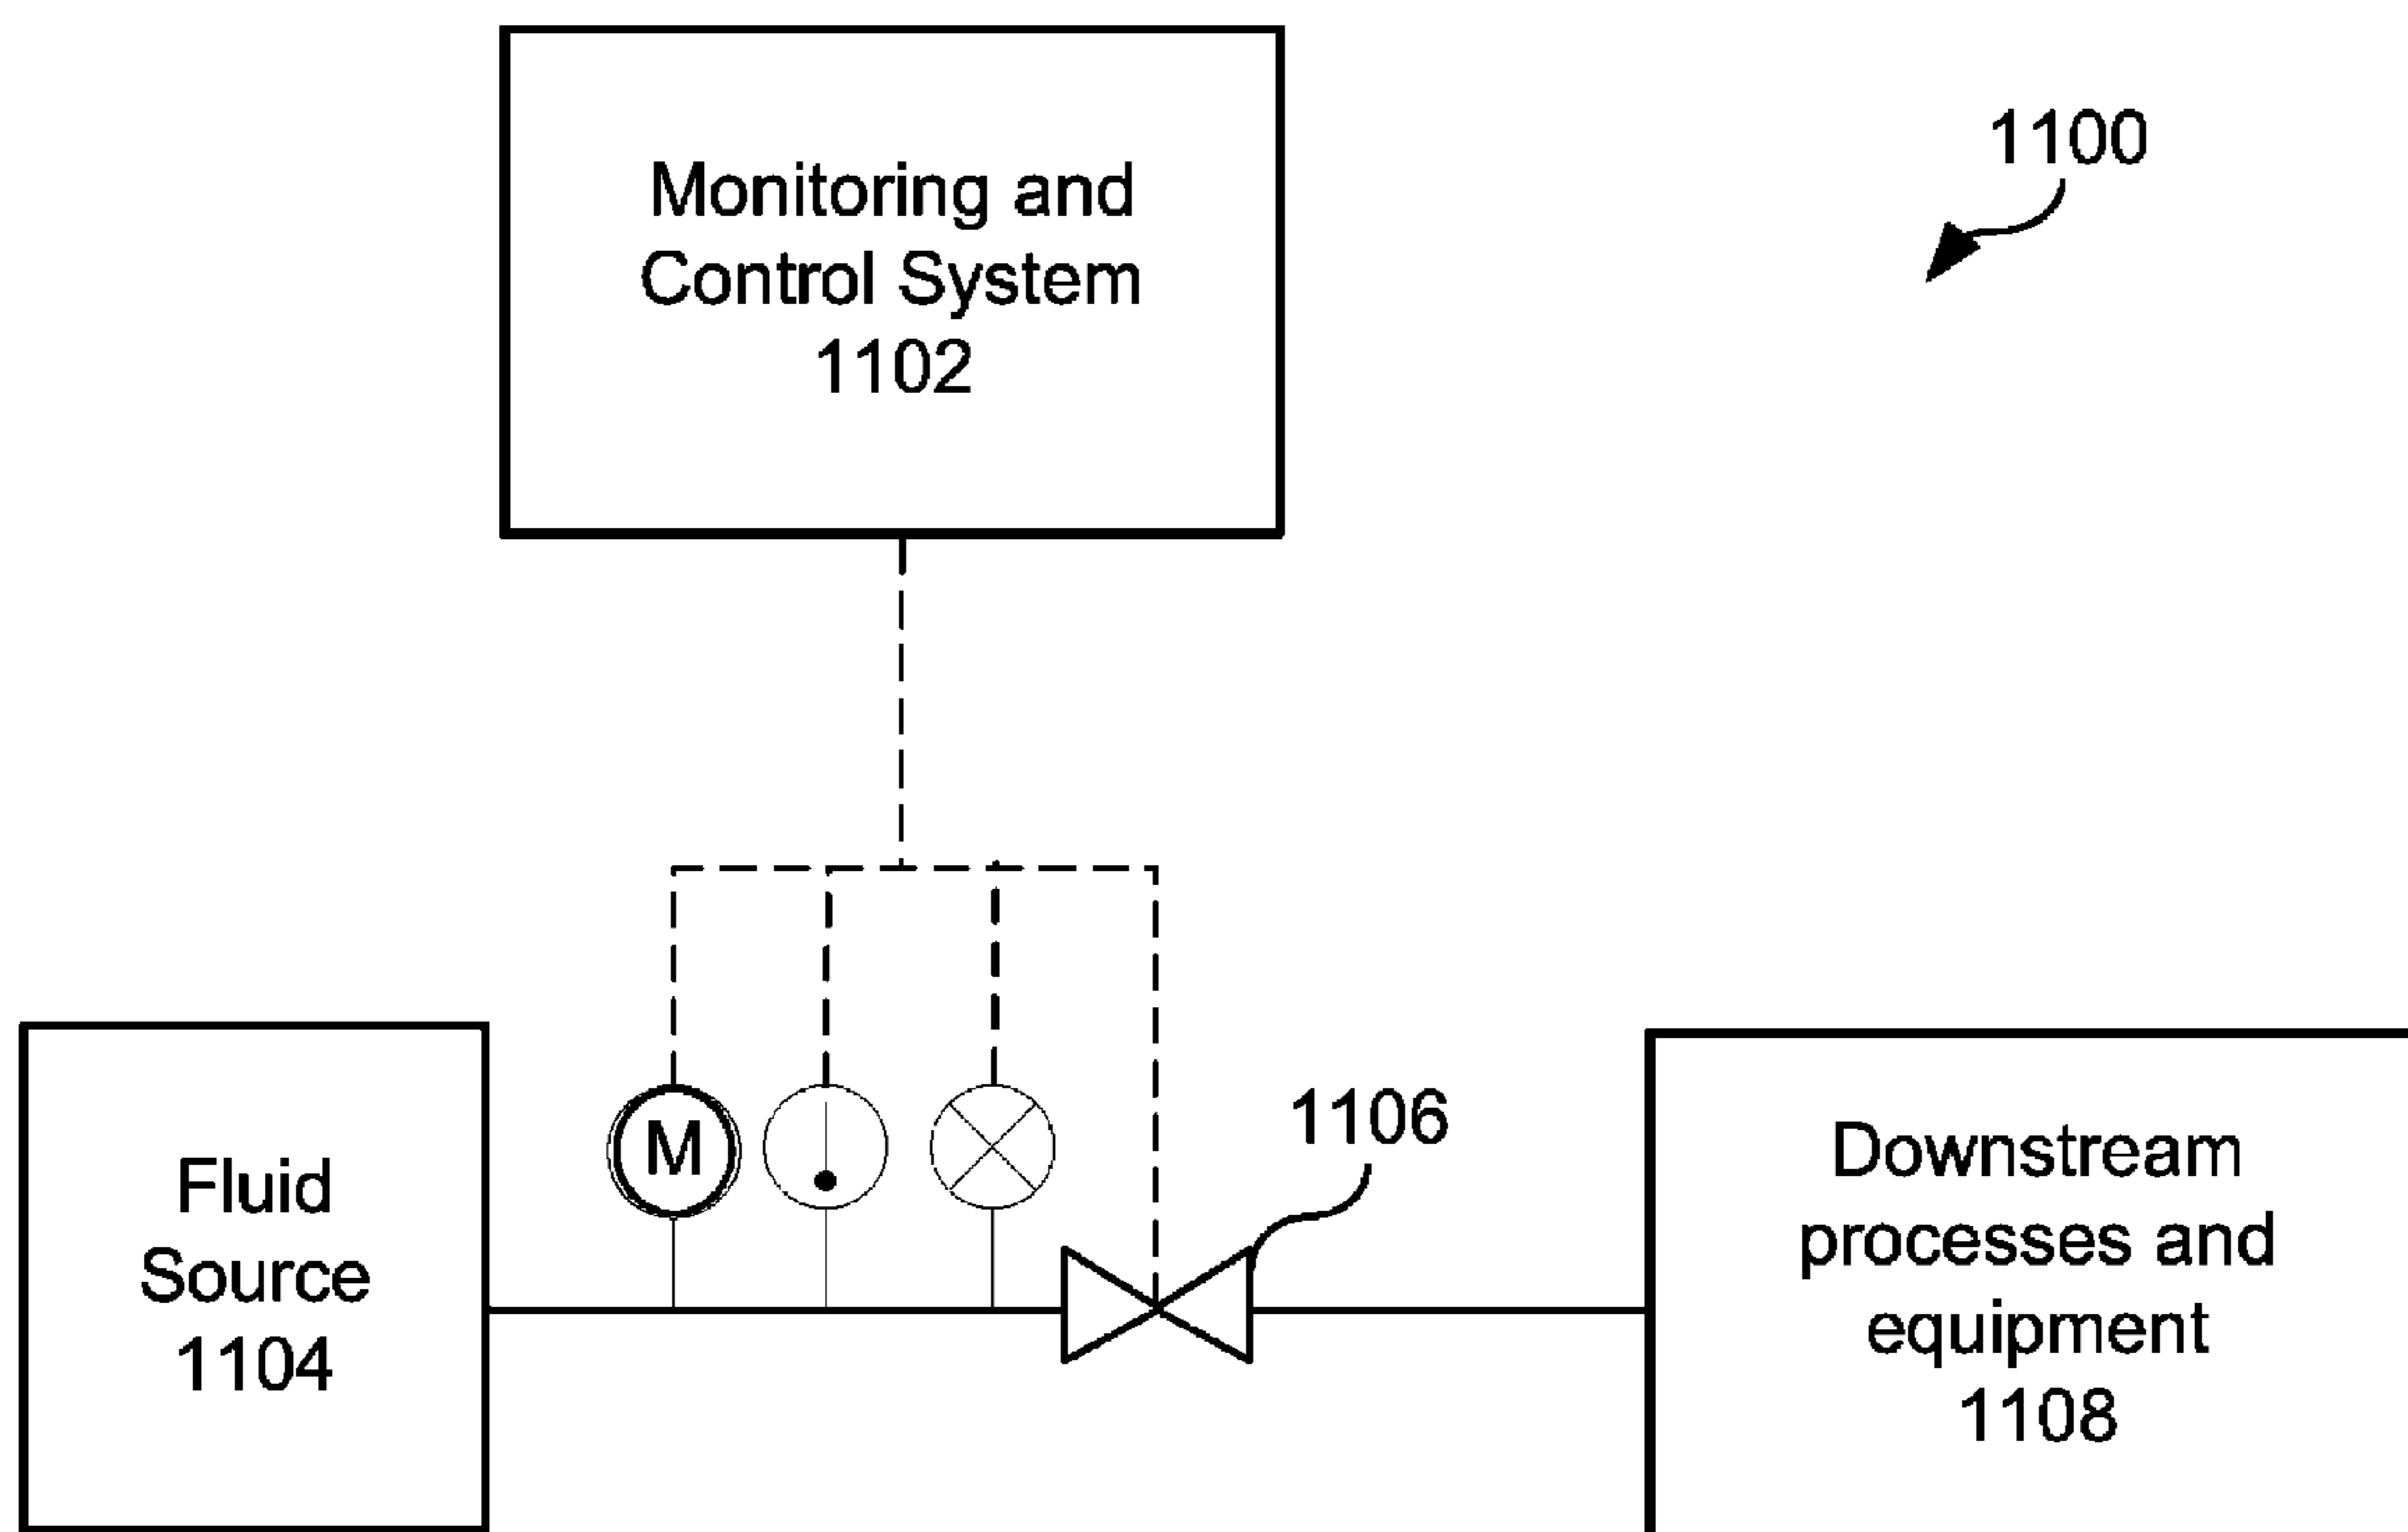 Monitoring and
Control System
1102
1100
M
1106
Fluid
Source
1104
Downstream
processes and
equipment
1108